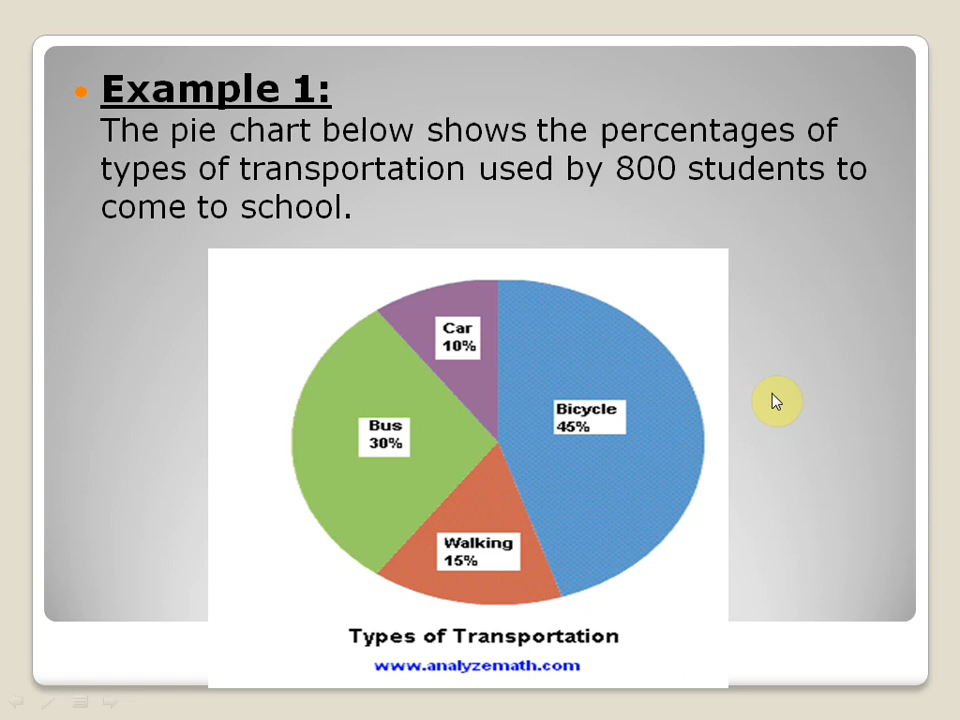 Example 1:
The pie chart below shows the percentages of
types of transportation used by 800 students to
come to school.
Car
10%
Bicycle
45%
Bus
30%
Walking
15%
Types of Transportation
www.analyzemath.com